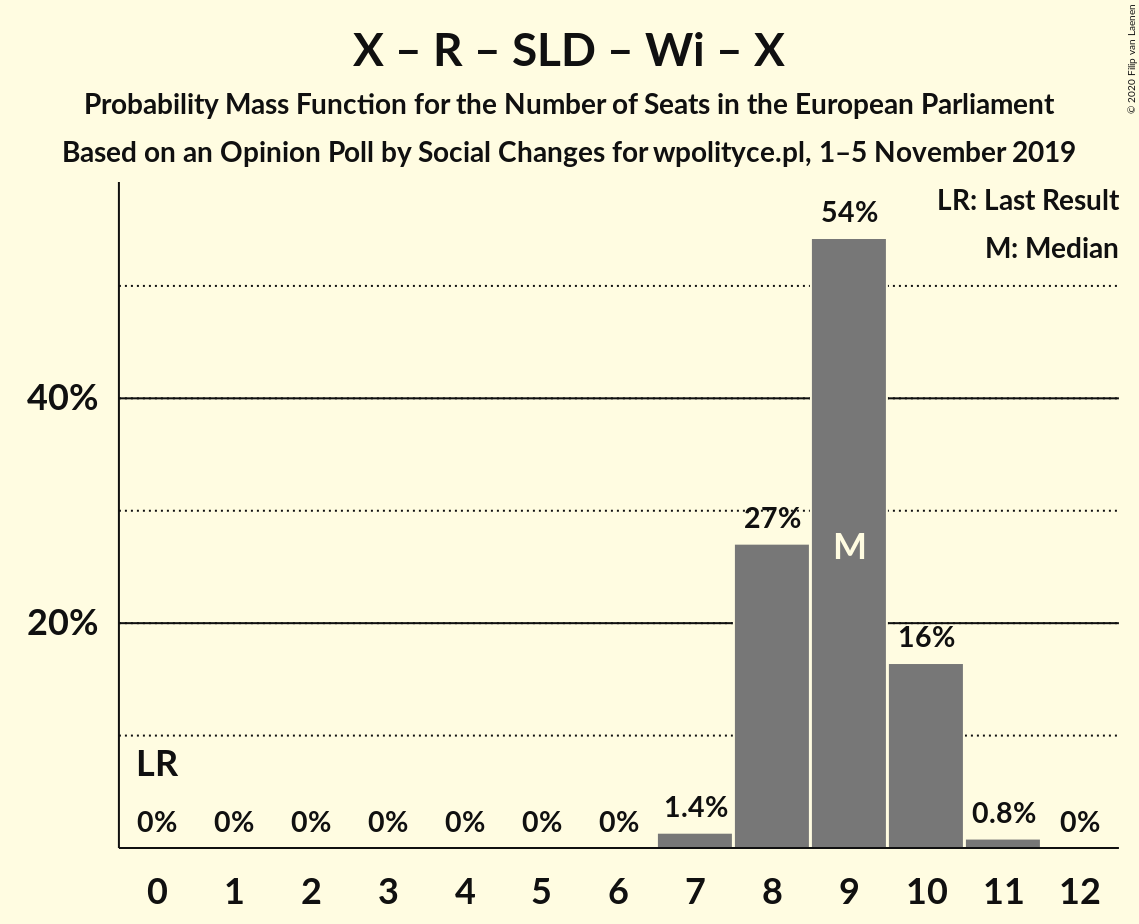 X – R – SLD – Wi – X
Probability Mass Function for the Number of Seats in the European Parliament
Based on an Opinion Poll by Social Changes for wpolityce.pl, 1–5 November 2019
© 2020 Filip van Laenen
LR: Last Result
M: Median
54%
40%
27%
M
20%
16%
LR
0% 0% 0% 0% 0% 0% 0% 1.4% 0.8% 0%
0 1 2 3 4 5 6 7 8 9 10 11 12